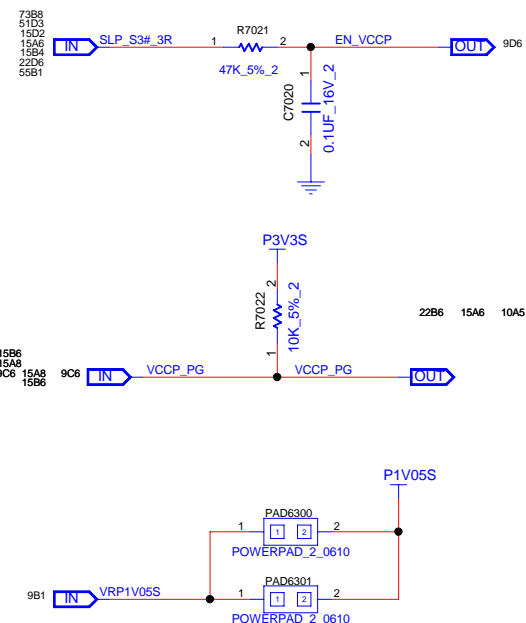 73B8
51D3
15D2
15A6
15B4
22D6
55B1
IN SLP_S3#_3R 1 R7021 2 EN_VCCP OUT 9D6
47K_5%_2
1
C7020
0.1UF_16V_2
2
P3V3S
2
R7022
10K_5%_2
1
22B6 15A6 10A5
15B6
15A8
9C6 15A8 9C6 IN VCCP_PG VCCP_PG OUT
15B6
P1V05S
PAD6300
1 1 2 2
POWERPAD_2_0610
PAD6301
9B1 IN VRP1V05S 1 1 2 2
POWERPAD_2_0610